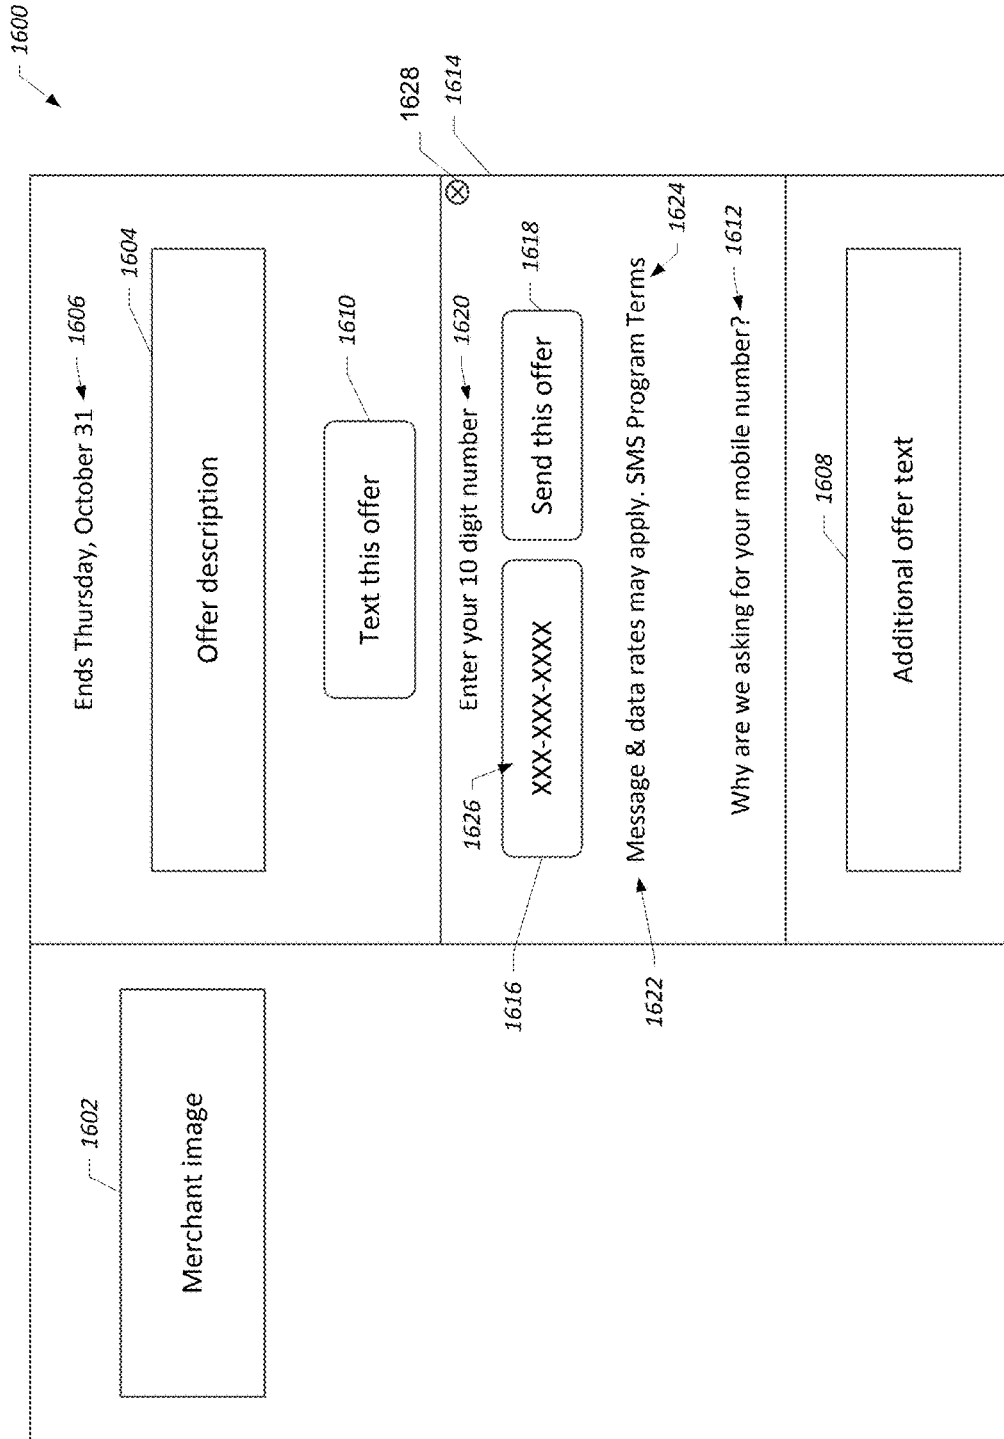 1600
1602
Merchant image
Ends Thursday, October 31
1606
1604
Offer description
1610
Text this offer
1628
1614
Enter your 10 digit number
1620
1626
1616
XXX-XXX-XXXX
Send this offer
1618
1622
Message & data rates may apply. SMS Program Terms
1624
Why are we asking for your mobile number?
1612
1608
Additional offer text